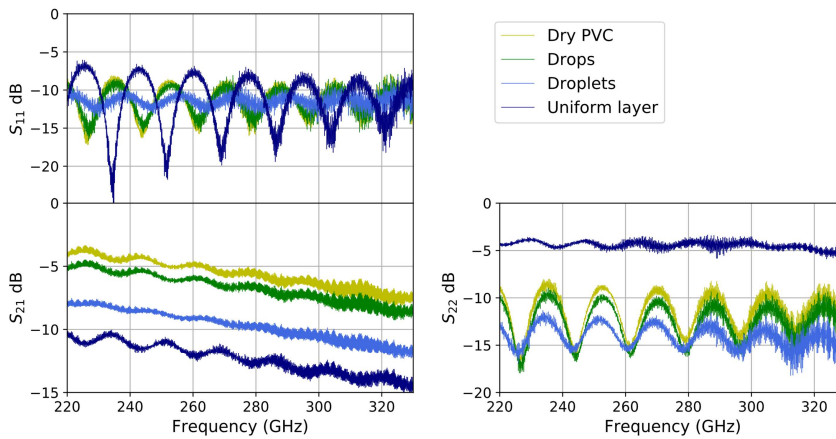 0
−5
−10
−15
−20
S11 dB
Dry PVC
Drops
Droplets
Uniform layer
0
−5
−10
−15
S21 dB
220 240 260 280 300 320
Frequency (GHz)
0
−5
−10
−15
−20
S22 dB
220 240 260 280 300 320
Frequency (GHz)